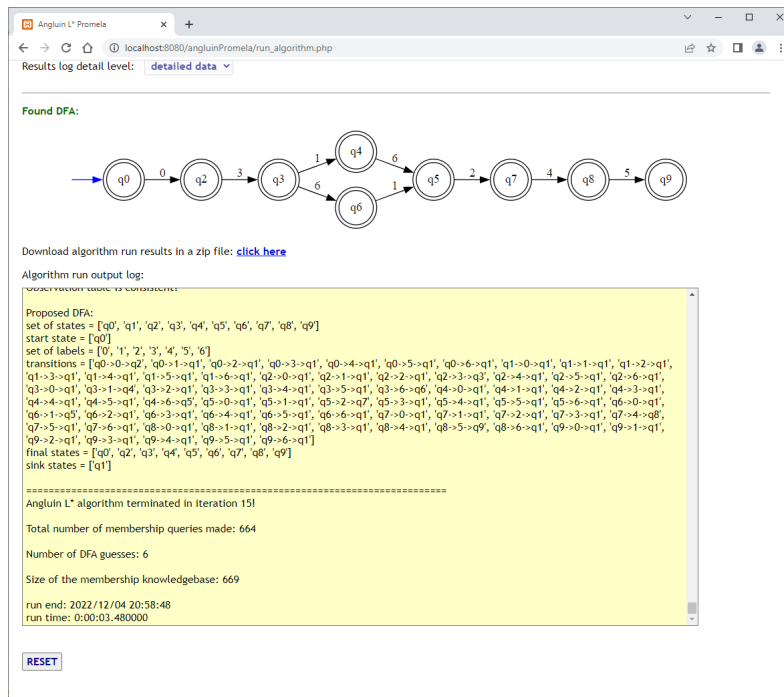 Angluin L* Promela
localhost:8080/angluinPromela/run_algorithm.php
Results log detail level: detailed data
Found DFA:
q0 0 q2 3 q3 1 q4 6 q5 2 q7 4 q8 5 q9
6 q6 1
Download algorithm run results in a zip file: click here
Algorithm run output log:
Observation table is consistent!
Proposed DFA:
set of states = ['q0', 'q1', 'q2', 'q3', 'q4', 'q5', 'q6', 'q7', 'q8', 'q9']
start state = ['q0']
set of labels = ['0', '1', '2', '3', '4', '5', '6']
transitions = ['q0->0->q2', 'q0->1->q1', 'q0->2->q1', 'q0->3->q1', 'q0->4->q1', 'q0->5->q1', 'q0->6->q1', 'q1->0->q1', 'q1->1->q1', 'q1->2->q1',
'q1->3->q1', 'q1->4->q1', 'q1->5->q1', 'q1->6->q1', 'q2->0->q1', 'q2->1->q1', 'q2->2->q1', 'q2->3->q3', 'q2->4->q1', 'q2->5->q1', 'q2->6->q1',
'q3->0->q1', 'q3->1->q4', 'q3->2->q1', 'q3->3->q1', 'q3->4->q1', 'q3->5->q1', 'q3->6->q6', 'q4->0->q1', 'q4->1->q1', 'q4->2->q1', 'q4->3->q1',
'q4->4->q1', 'q4->5->q1', 'q4->6->q5', 'q5->0->q1', 'q5->1->q1', 'q5->2->q7', 'q5->3->q1', 'q5->4->q1', 'q5->5->q1', 'q5->6->q1', 'q6->0->q1',
'q6->1->q5', 'q6->2->q1', 'q6->3->q1', 'q6->4->q1', 'q6->5->q1', 'q6->6->q1', 'q7->0->q1', 'q7->1->q1', 'q7->2->q1', 'q7->3->q1', 'q7->4->q8',
'q7->5->q1', 'q7->6->q1', 'q8->0->q1', 'q8->1->q1', 'q8->2->q1', 'q8->3->q1', 'q8->4->q1', 'q8->5->q9', 'q8->6->q1', 'q9->0->q1', 'q9->1->q1',
'q9->2->q1', 'q9->3->q1', 'q9->4->q1', 'q9->5->q1', 'q9->6->q1']
final states = ['q0', 'q2', 'q3', 'q4', 'q5', 'q6', 'q7', 'q8', 'q9']
sink states = ['q1']
===========================================================================
Angluin L* algorithm terminated in iteration 15!
Total number of membership queries made: 664
Number of DFA guesses: 6
Size of the membership knowledgebase: 669
run end: 2022/12/04 20:58:48
run time: 0:00:03.480000
RESET